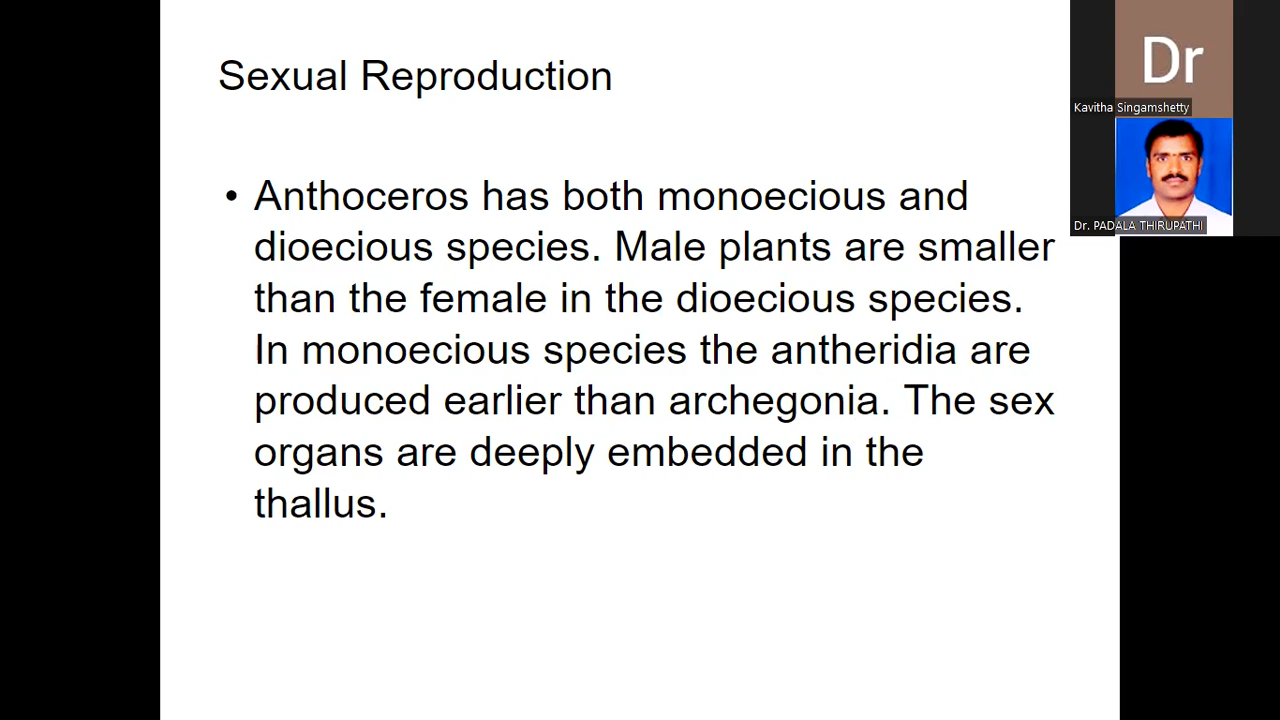 Sexual Reproduction
• Anthoceros has both monoecious and
dioecious species. Male plants are smaller
than the female in the dioecious species.
In monoecious species the antheridia are
produced earlier than archegonia. The sex
organs are deeply embedded in the
thallus.
Dr
Kavitha Singamshetty
Dr. PADALA THIRUPATHI